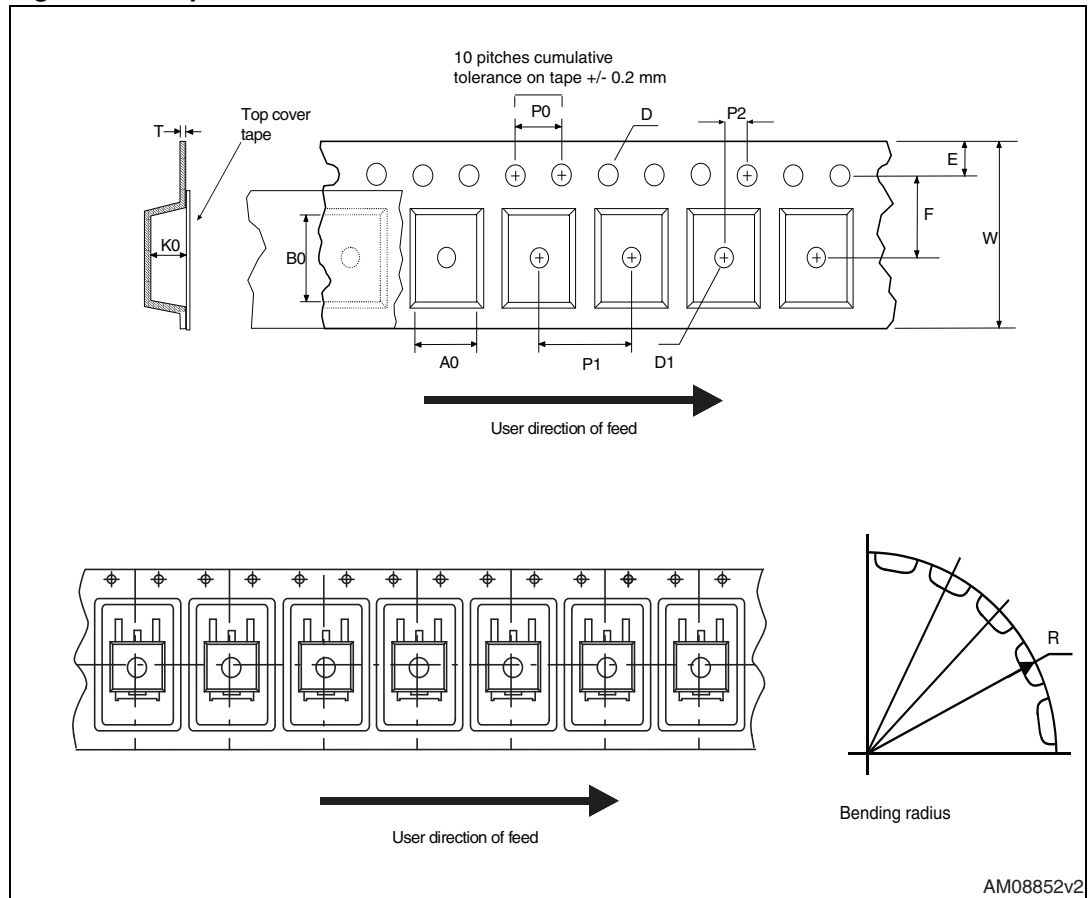 10 pitches cumulative
tolerance on tape +/- 0.2 mm
T
Top cover
tape
P0
D
P2
E
F
W
K0
B0
A0
P1
D1
User direction of feed
R
Bending radius
User direction of feed
AM08852v2